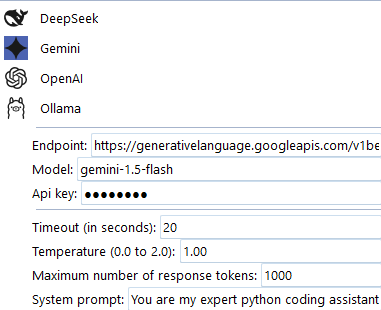 DeepSeek
Gemini
OpenAI
Ollama
Endpoint: https://generativelanguage.googleapis.com/v1be
Model: gemini-1.5-flash
Api key: ●●●●●●●●
Timeout (in seconds): 20
Temperature (0.0 to 2.0): 1.00
Maximum number of response tokens: 1000
System prompt: You are my expert python coding assistant